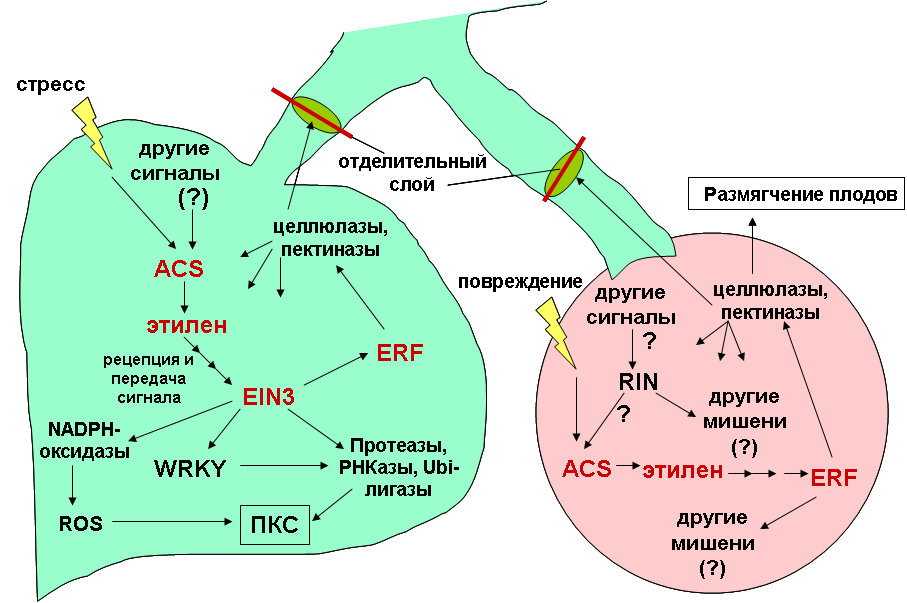 стресс
другие
сигналы
(?)
ACS
этилен
рецепция и
передача
сигнала
EIN3
ERF
целлюлазы,
пектиназы
NADPH-
оксидазы
WRKY
Протеазы,
РНКазы, Ubi-
лигазы
ROS
ПКС
отделительный
слой
Размягчение плодов
повреждение
другие
сигналы
?
целлюлазы,
пектиназы
RIN
?
другие
мишени
(?)
ACS
этилен
ERF
другие
мишени
(?)